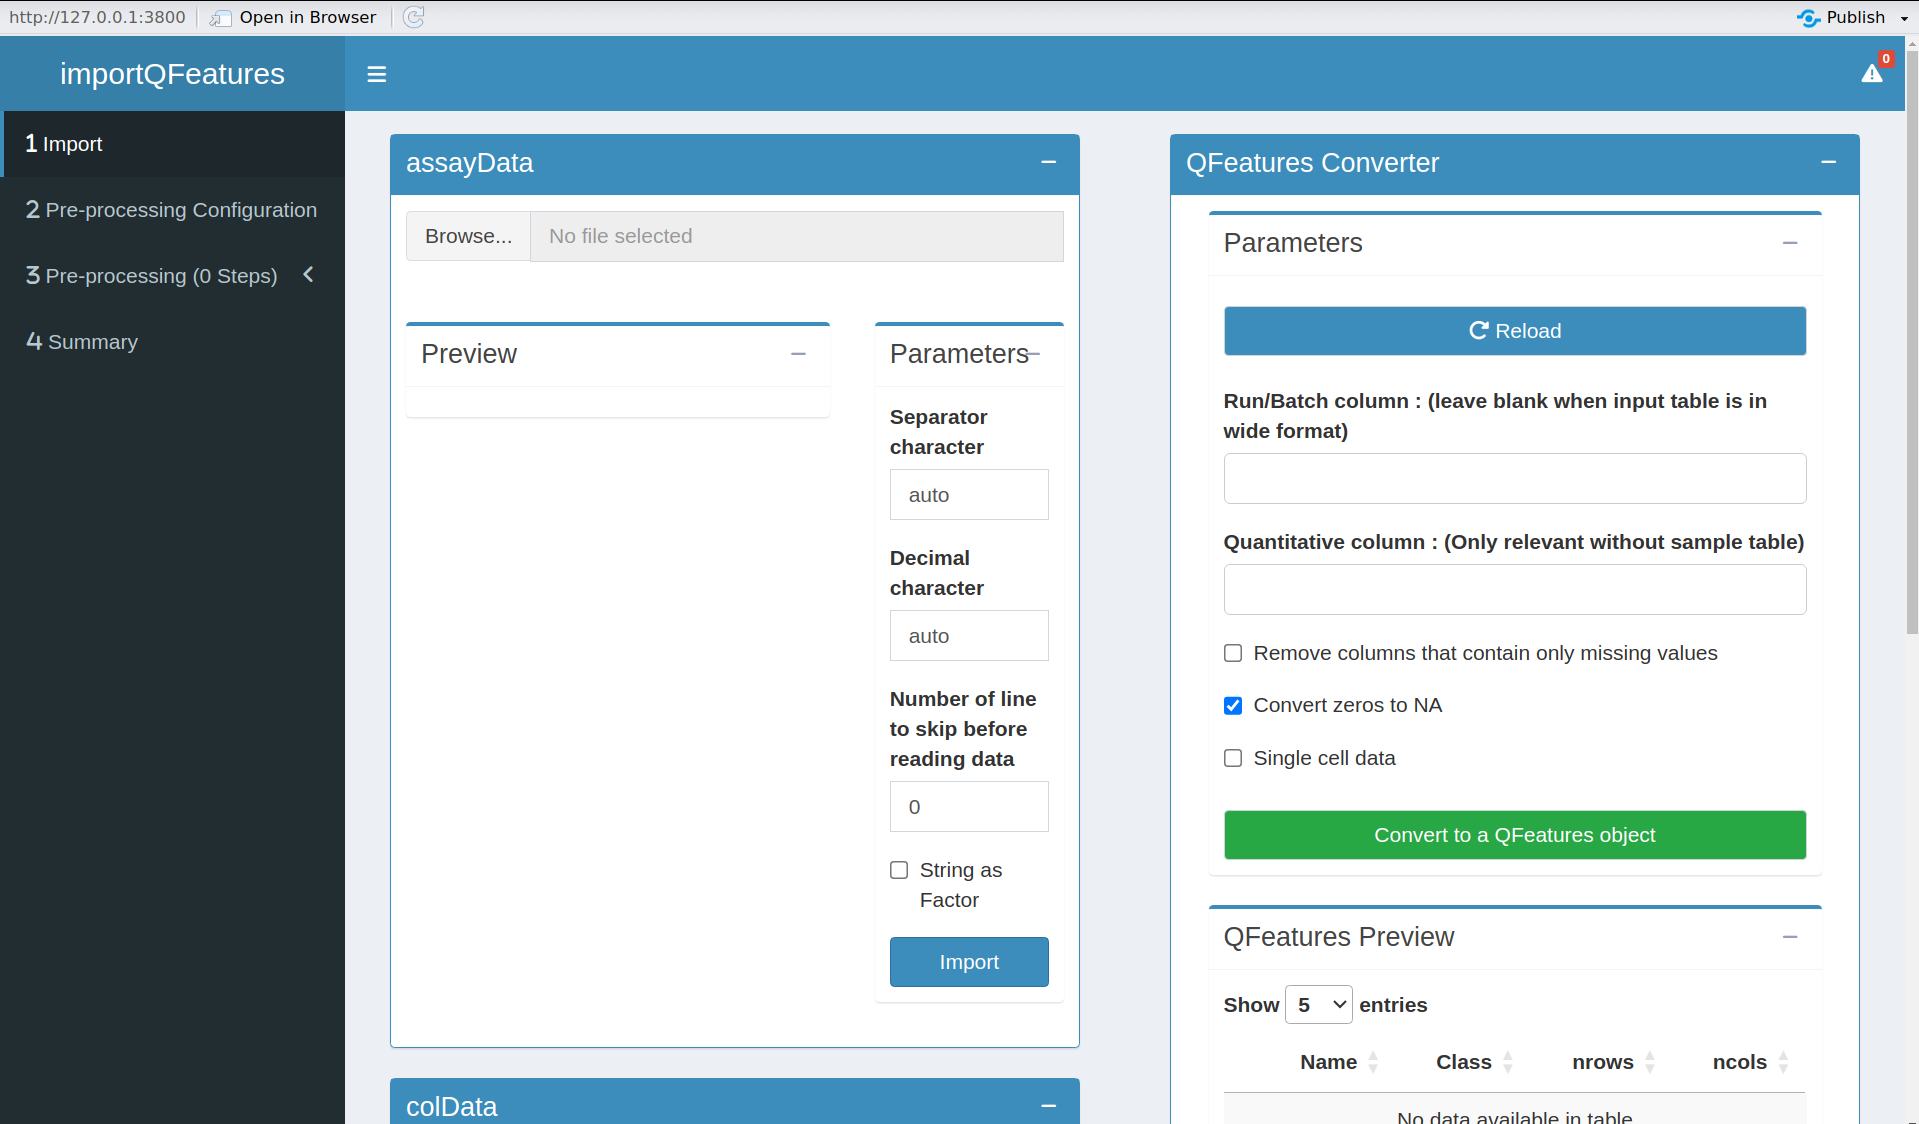 http://127.0.0.1:3800
Open in Browser
Publish
importQFeatures
0
1 Import
2 Pre-processing Configuration
3 Pre-processing (0 Steps)
4 Summary
assayData
Browse...
No file selected
Preview
Parameters
Separator
character
auto
Decimal
character
auto
Number of line
to skip before
reading data
0
String as
Factor
Import
colData
QFeatures Converter
Parameters
Reload
Run/Batch column : (leave blank when input table is in
wide format)
Quantitative column : (Only relevant without sample table)
Remove columns that contain only missing values
Convert zeros to NA
Single cell data
Convert to a QFeatures object
QFeatures Preview
Show 5 entries
Name Class nrows ncols
No data available in table